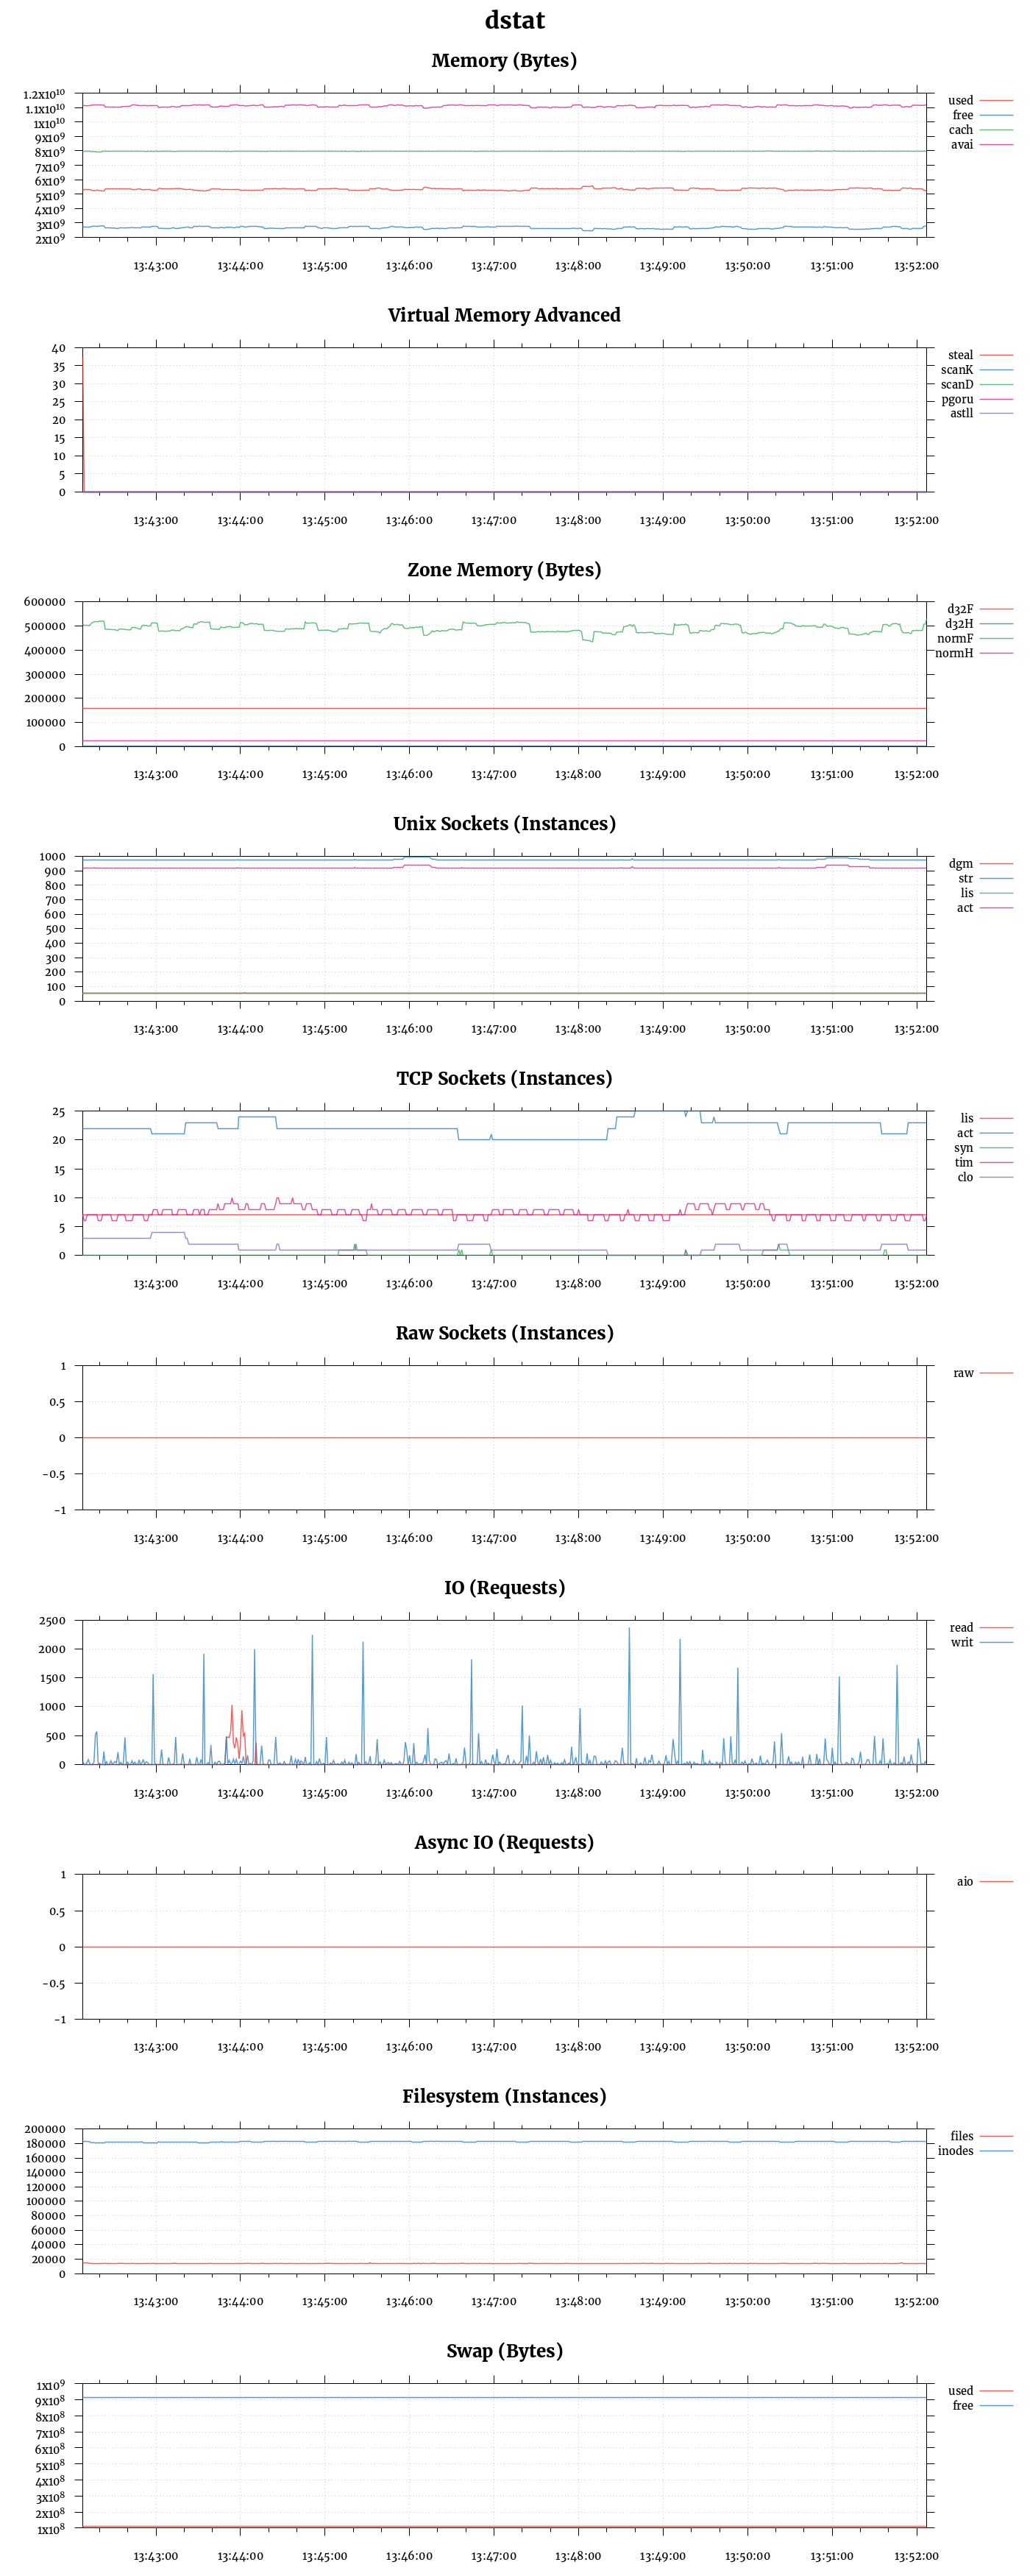 dstat
Memory (Bytes)
1.2x10¹⁰
1.1x10¹⁰
1x10¹⁰
9x10⁹
8x10⁹
7x10⁹
6x10⁹
5x10⁹
4x10⁹
3x10⁹
2x10⁹
used
free
cach
avai
13:43:00 13:44:00 13:45:00 13:46:00 13:47:00 13:48:00 13:49:00 13:50:00 13:51:00 13:52:00
Virtual Memory Advanced
40
35
30
25
20
15
10
5
0
steal
scanK
scanD
pgoru
astll
13:43:00 13:44:00 13:45:00 13:46:00 13:47:00 13:48:00 13:49:00 13:50:00 13:51:00 13:52:00
Zone Memory (Bytes)
600000
500000
400000
300000
200000
100000
0
d32F
d32H
normF
normH
13:43:00 13:44:00 13:45:00 13:46:00 13:47:00 13:48:00 13:49:00 13:50:00 13:51:00 13:52:00
Unix Sockets (Instances)
1000
900
800
700
600
500
400
300
200
100
0
dgm
str
lis
act
13:43:00 13:44:00 13:45:00 13:46:00 13:47:00 13:48:00 13:49:00 13:50:00 13:51:00 13:52:00
TCP Sockets (Instances)
25
20
15
10
5
0
lis
act
syn
tim
clo
13:43:00 13:44:00 13:45:00 13:46:00 13:47:00 13:48:00 13:49:00 13:50:00 13:51:00 13:52:00
Raw Sockets (Instances)
1
0.5
0
-0.5
-1
raw
13:43:00 13:44:00 13:45:00 13:46:00 13:47:00 13:48:00 13:49:00 13:50:00 13:51:00 13:52:00
IO (Requests)
2500
2000
1500
1000
500
0
read
writ
13:43:00 13:44:00 13:45:00 13:46:00 13:47:00 13:48:00 13:49:00 13:50:00 13:51:00 13:52:00
Async IO (Requests)
1
0.5
0
-0.5
-1
aio
13:43:00 13:44:00 13:45:00 13:46:00 13:47:00 13:48:00 13:49:00 13:50:00 13:51:00 13:52:00
Filesystem (Instances)
200000
180000
160000
140000
120000
100000
80000
60000
40000
20000
0
files
inodes
13:43:00 13:44:00 13:45:00 13:46:00 13:47:00 13:48:00 13:49:00 13:50:00 13:51:00 13:52:00
Swap (Bytes)
1x10⁹
9x10⁸
8x10⁸
7x10⁸
6x10⁸
5x10⁸
4x10⁸
3x10⁸
2x10⁸
1x10⁸
used
free
13:43:00 13:44:00 13:45:00 13:46:00 13:47:00 13:48:00 13:49:00 13:50:00 13:51:00 13:52:00